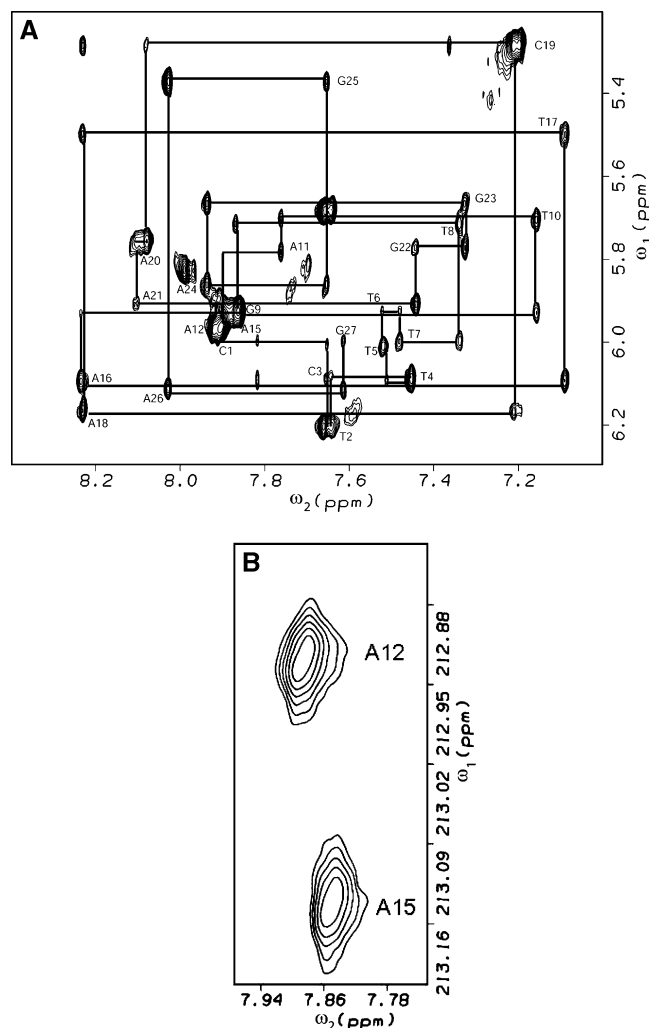 A
C19
5.4
G25
T17
5.6
G23
T10
T8
G22
A11
5.8
A20
A24
A21
T6
G9
A12
A15
C1
G27
T5
T7
6.0
C3
T4
A16
A26
A18
T2
6.2
ω1 (ppm)
8.2 8.0 7.8 7.6 7.4 7.2
ω2 (ppm)
B
A12
212.88
212.95
ω1 (ppm)
213.02
213.09
A15
213.16
7.94 7.86 7.78
ω2 (ppm)